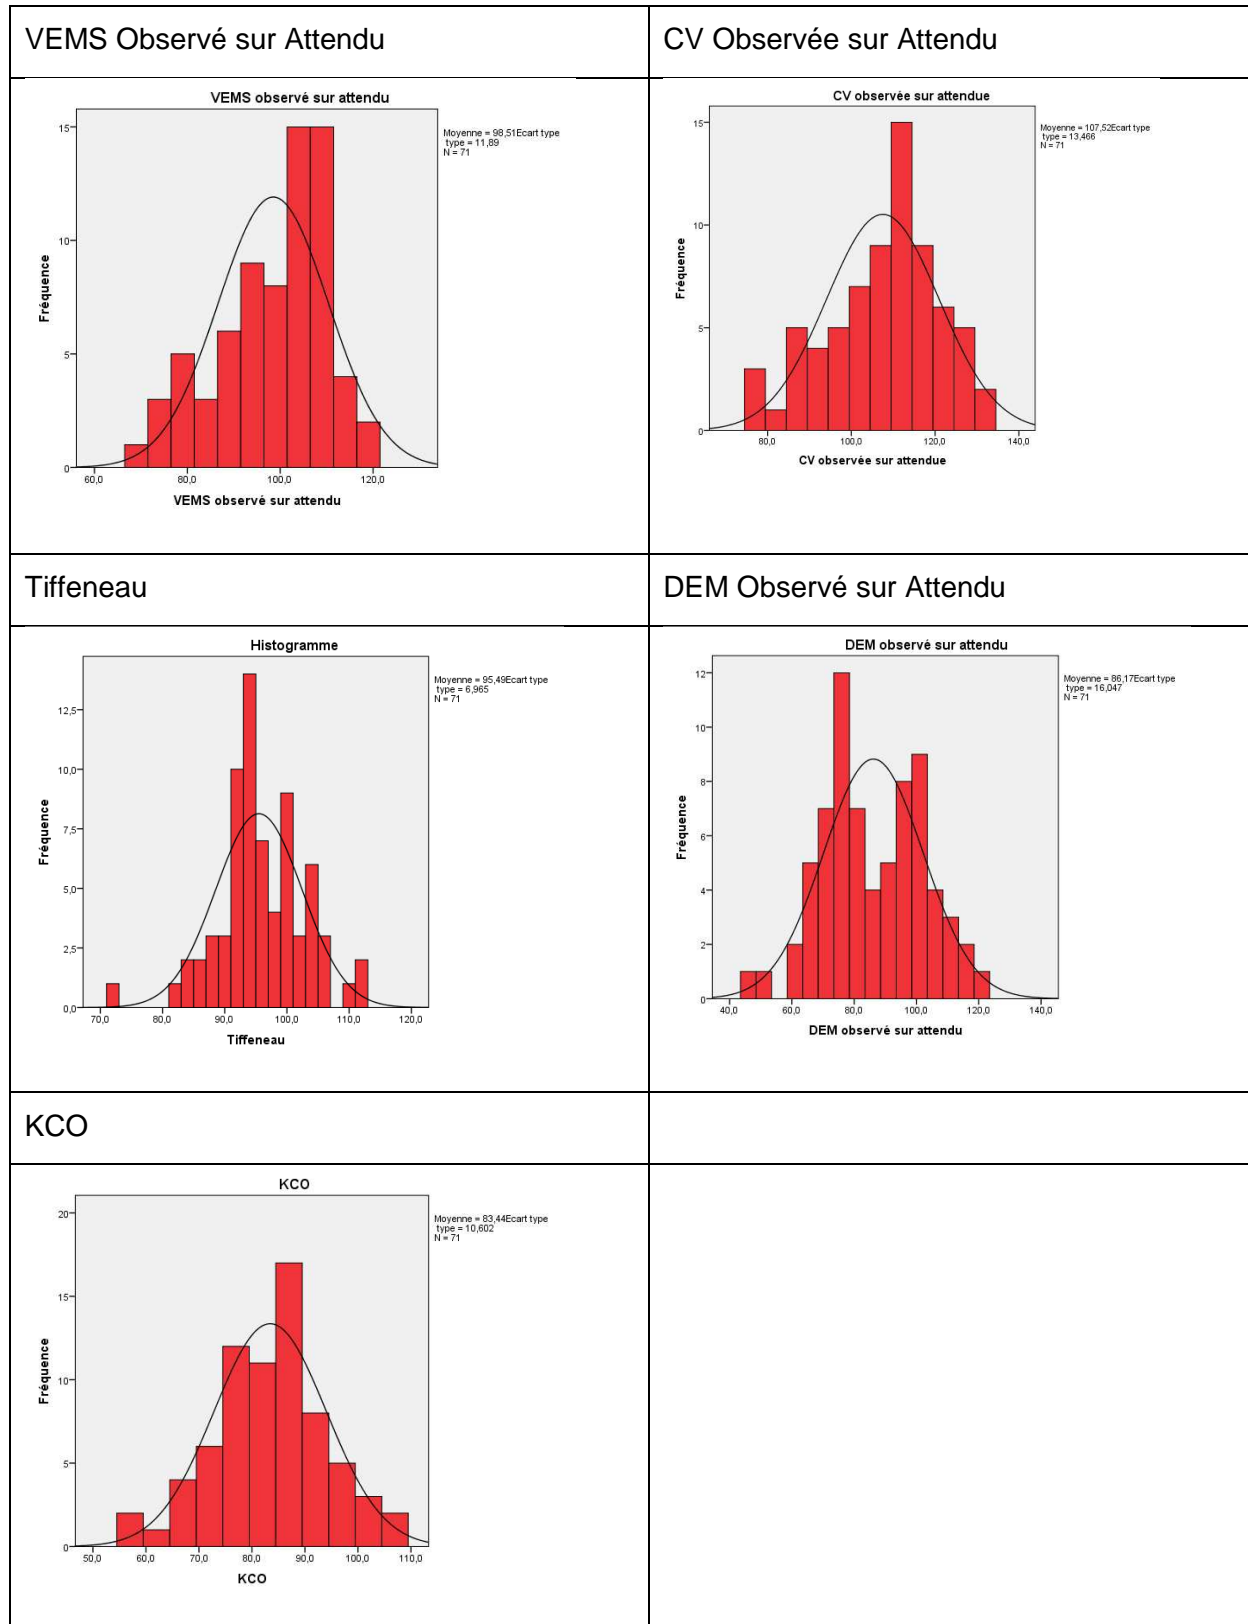 VEMS Observé sur Attendu
CV Observée sur Attendu
VEMS observé sur attendu
Moyenne = 98,51Ecart type
type = 11,89
N = 71
Fréquence
15
10
5
0
60,0 80,0 100,0 120,0
VEMS observé sur attendu
CV observée sur attendue
Moyenne = 107,52Ecart type
type = 13,466
N = 71
Fréquence
15
10
5
0
80,0 100,0 120,0 140,0
CV observée sur attendue
Tiffeneau
DEM Observé sur Attendu
Histogramme
Moyenne = 95,49Ecart type
type = 6,965
N = 71
Fréquence
12,5
10,0
7,5
5,0
2,5
0,0
70,0 80,0 90,0 100,0 110,0 120,0
Tiffeneau
DEM observé sur attendu
Moyenne = 86,17Ecart type
type = 16,047
N = 71
Fréquence
12
10
8
6
4
2
0
40,0 60,0 80,0 100,0 120,0 140,0
DEM observé sur attendu
KCO
KCO
Moyenne = 83,44Ecart type
type = 10,602
N = 71
Fréquence
20
15
10
5
0
50,0 60,0 70,0 80,0 90,0 100,0 110,0
KCO